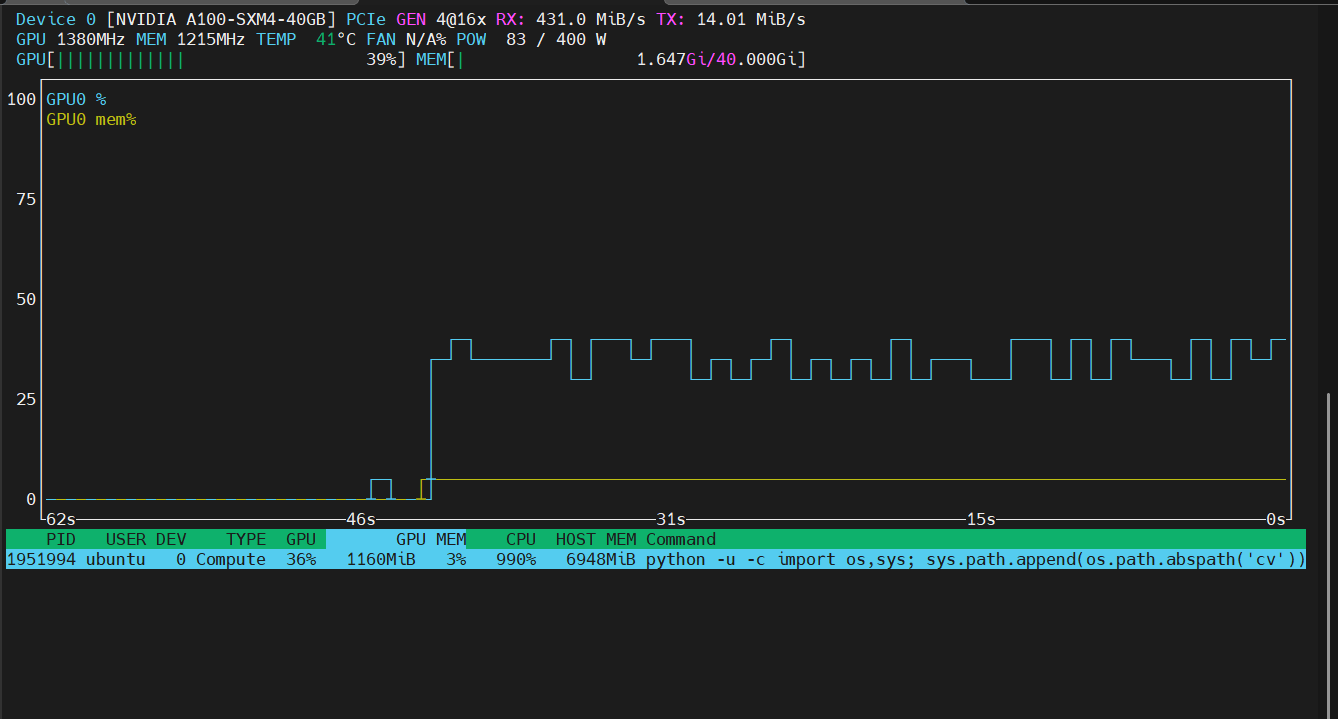 Device 0 [NVIDIA A100-SXM4-40GB] PCIe GEN 4@16x RX: 431.0 MiB/s TX: 14.01 MiB/s
GPU 1380MHz MEM 1215MHz TEMP 41°C FAN N/A% POW 83 / 400 W
GPU[||||||||||||| 39%] MEM[| 1.647Gi/40.000Gi]
100 GPU0 %
GPU0 mem%
75
50
25
0
62s 46s 31s 15s 0s
PID USER DEV TYPE GPU GPU MEM CPU HOST MEM Command
1951994 ubuntu 0 Compute 36% 1160MiB 3% 990% 6948MiB python -u -c import os,sys; sys.path.append(os.path.abspath('cv'))